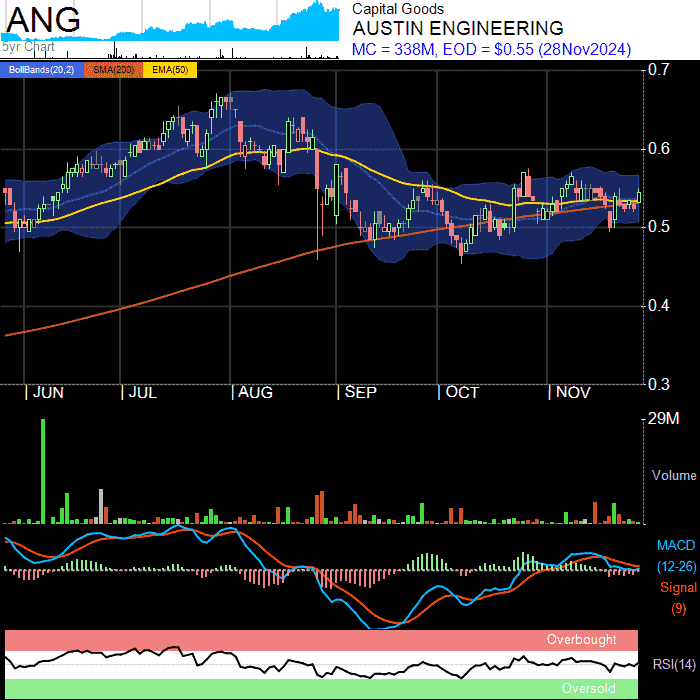 ANG
5yr Chart
Capital Goods
AUSTIN ENGINEERING
MC = 338M, EOD = $0.55 (28Nov2024)
BollBands(20,2) SMA(200) EMA(50)
0.7
0.6
0.5
0.4
0.3
JUN JUL AUG SEP OCT NOV
29M
Volume
MACD
(12-26)
Signal
(9)
Overbought
RSI(14)
Oversold